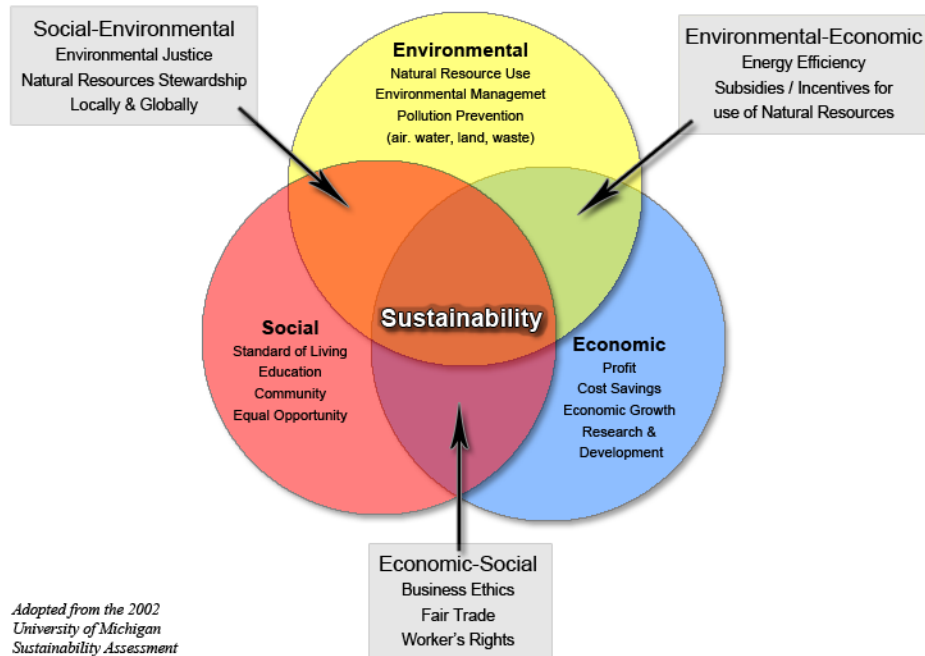 Social-Environmental
Environmental Justice
Natural Resources Stewardship
Locally & Globally
Environmental
Natural Resource Use
Environmental Managemet
Pollution Prevention
(air. water, land, waste)
Environmental-Economic
Energy Efficiency
Subsidies / Incentives for
use of Natural Resources
Sustainability
Social
Standard of Living
Education
Community
Equal Opportunity
Economic
Profit
Cost Savings
Economic Growth
Research &
Development
Economic-Social
Business Ethics
Fair Trade
Worker's Rights
Adopted from the 2002
University of Michigan
Sustainability Assessment